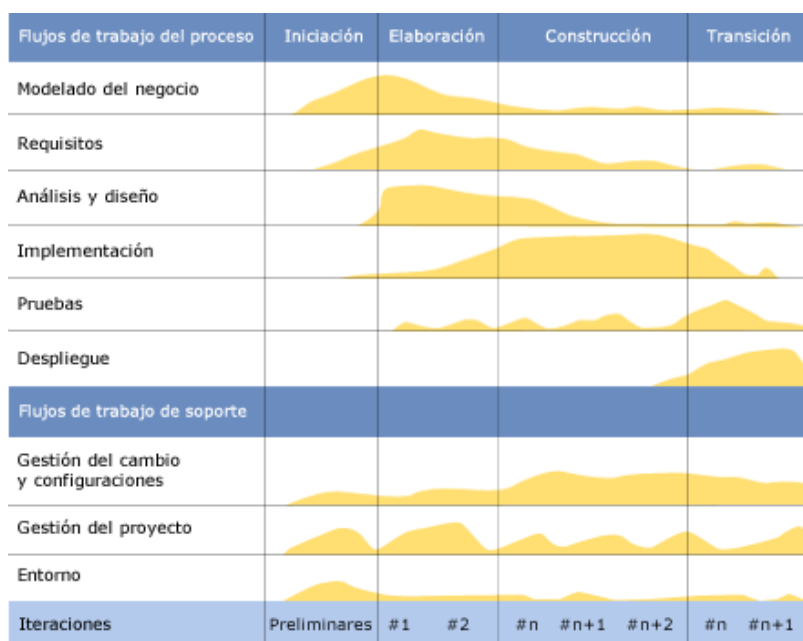 Flujos de trabajo del proceso Iniciación Elaboración Construcción Transición
Modelado del negocio
Requisitos
Análisis y diseño
Implementación
Pruebas
Despliegue
Flujos de trabajo de soporte
Gestión del cambio
y configuraciones
Gestión del proyecto
Entorno
Iteraciones Preliminares #1 #2 #n #n+1 #n+2 #n #n+1